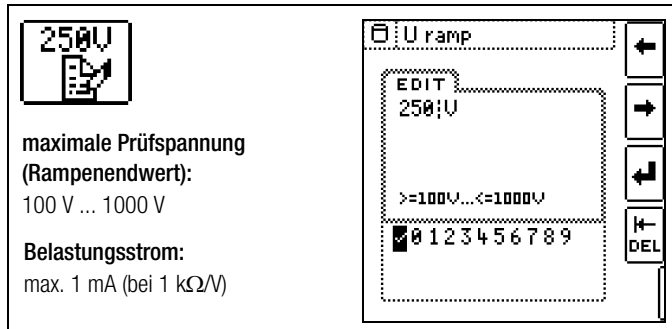 250V
maximale Prüfspannung
(Rampenendwert):
100 V ... 1000 V
Belastungsstrom:
max. 1 mA (bei 1 kΩ/V)
U ramp
EDIT
250¦V
>=100V...<=1000V
✓0123456789
DEL